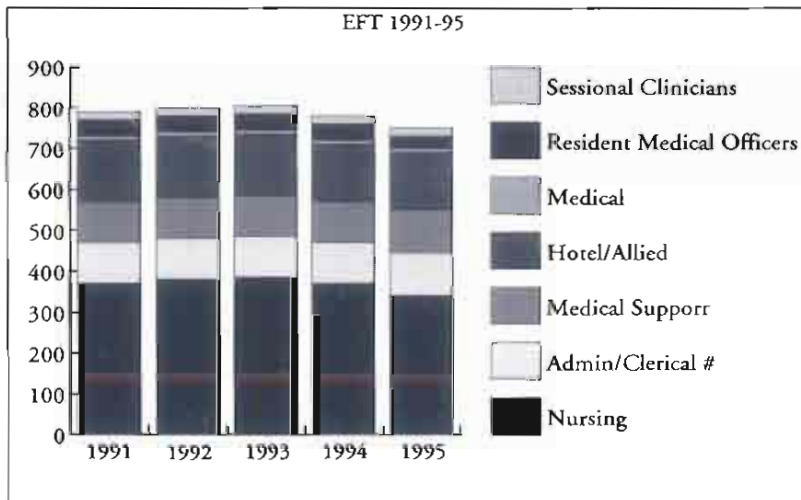 EFT 1991-95
900
800
700
600
500
400
300
200
100
0
1991 1992 1993 1994 1995
Sessional Clinicians
Resident Medical Officers
Medical
Hotel/Allied
Medical Support
Admin/Clerical #
Nursing